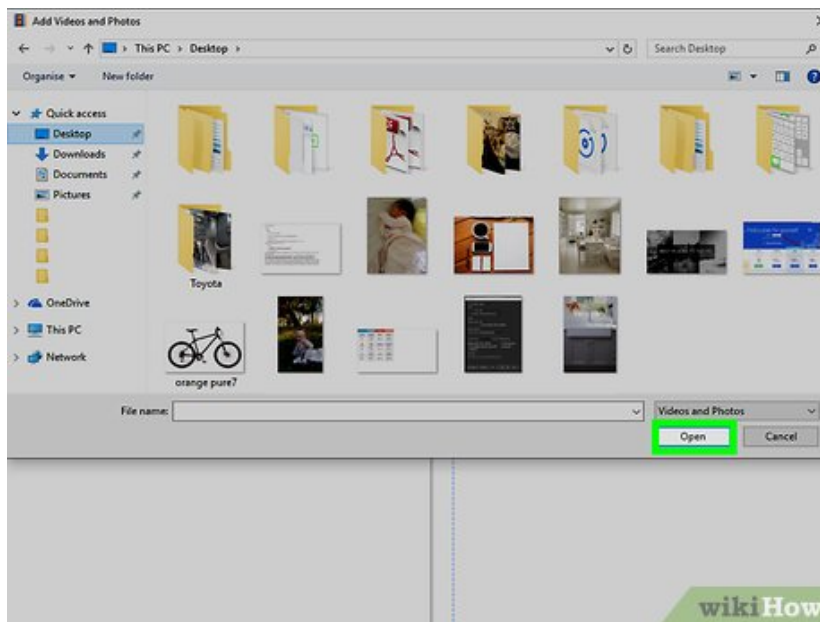 Add Videos and Photos
This PC > Desktop >
Search Desktop
Organise
New folder
Quick access
Desktop
Downloads
Documents
Pictures
OneDrive
This PC
Network
Toyota
orange pure7
File name:
Videos and Photos
Open
Cancel
wikiHow